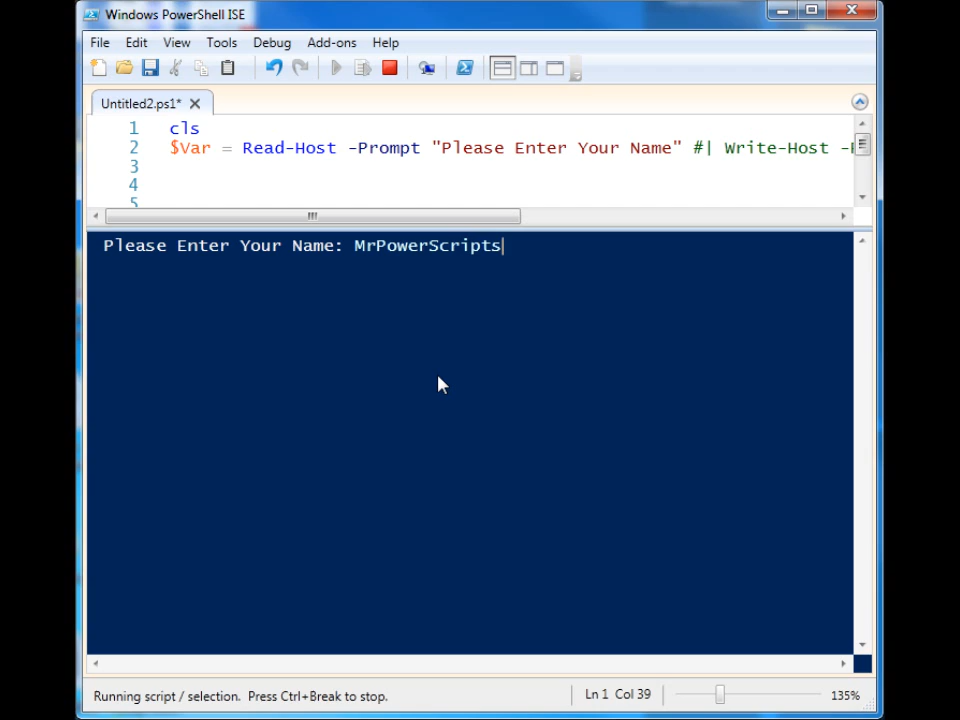 Windows PowerShell ISE
File Edit View Tools Debug Add-ons Help
Untitled2.ps1*
1 cls
2 $Var = Read-Host -Prompt "Please Enter Your Name" #| Write-Host -
3
4
5
Please Enter Your Name: MrPowerScripts
Running script / selection. Press Ctrl+Break to stop. Ln 1 Col 39 135%